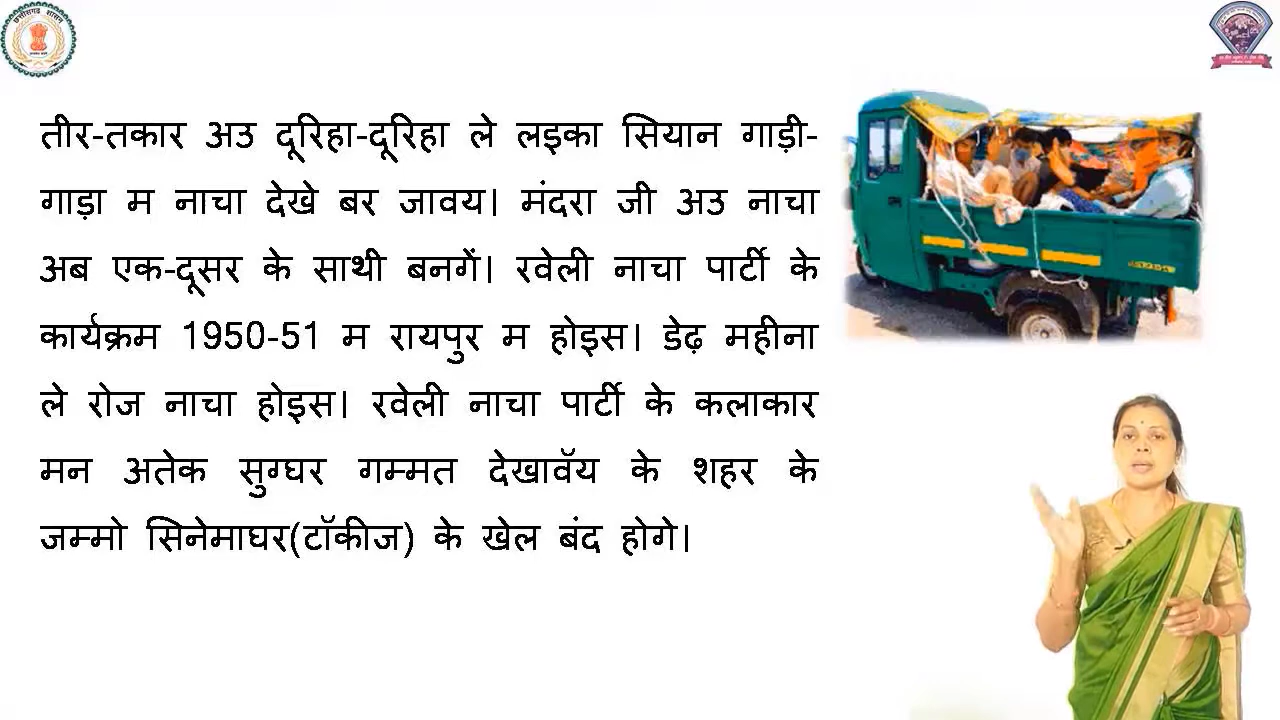 तीर-तकार अउ दूरिहा-दूरिहा ले लइका सियान गाड़ी-
गाड़ा म नाचा देखे बर जावय। मंदरा जी अउ नाचा
अब एक-दूसर के साथी बनगें। रवेली नाचा पार्टी के
कार्यक्रम 1950-51 म रायपुर म होइस। डेढ़ महीना
ले रोज नाचा होइस। रवेली नाचा पार्टी के कलाकार
मन अतेक सुग्घर गम्मत देखावॅय के शहर के
जम्मो सिनेमाघर(टॉकीज) के खेल बंद होगे।